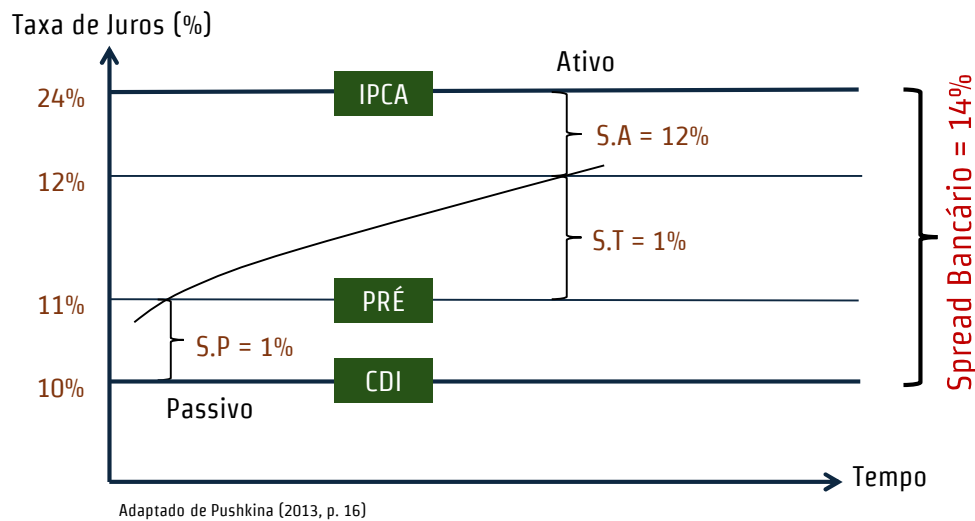 Taxa de Juros (%)
Ativo
24%
IPCA
S.A = 12%
12%
S.T = 1%
11%
PRÉ
S.P = 1%
10%
CDI
Passivo
Spread Bancário = 14%
Tempo
Adaptado de Pushkina (2013, p. 16)